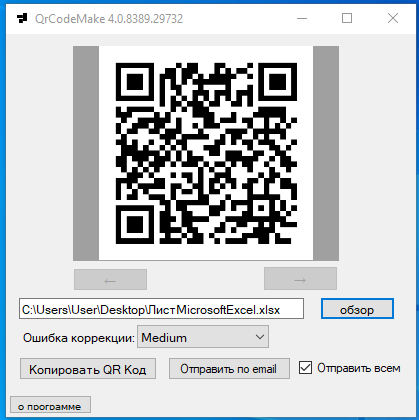 QrCodeMake 4.0.8389.29732
← →
C:\Users\User\Desktop\ЛистMicrosoftExcel.xlsx обзор
Ошибка коррекции: Medium
Копировать QR Код Отправить по email Отправить всем
о программе